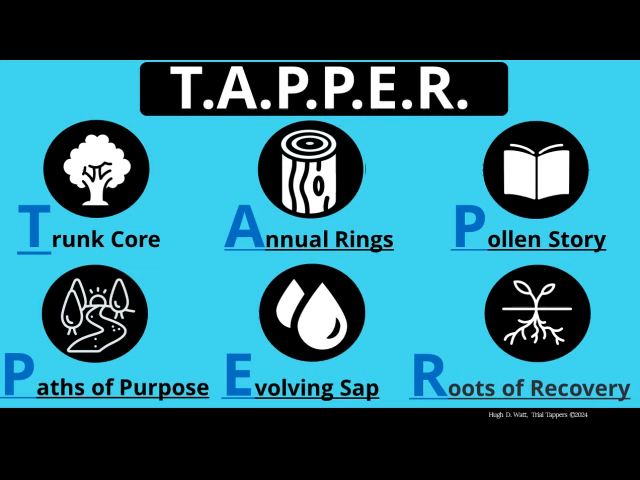 T.A.P.P.E.R.
Trunk Core
Annual Rings
Pollen Story
Paths of Purpose
Evolving Sap
Roots of Recovery
Hugh D. Watt, Trial Tappers ©2024